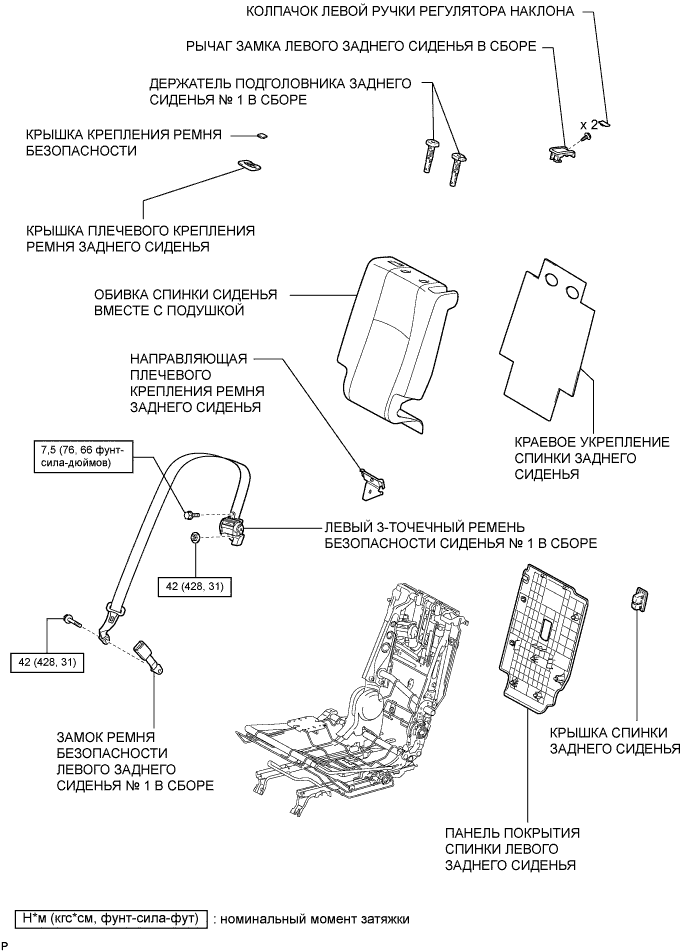 КОЛПАЧОК ЛЕВОЙ РУЧКИ РЕГУЛЯТОРА НАКЛОНА
РЫЧАГ ЗАМКА ЛЕВОГО ЗАДНЕГО СИДЕНЬЯ В СБОРЕ
ДЕРЖАТЕЛЬ ПОДГОЛОВНИКА ЗАДНЕГО
СИДЕНЬЯ № 1 В СБОРЕ
x 2
КРЫШКА КРЕПЛЕНИЯ РЕМНЯ
БЕЗОПАСНОСТИ
КРЫШКА ПЛЕЧЕВОГО КРЕПЛЕНИЯ
РЕМНЯ ЗАДНЕГО СИДЕНЬЯ
ОБИВКА СПИНКИ СИДЕНЬЯ
ВМЕСТЕ С ПОДУШКОЙ
НАПРАВЛЯЮЩАЯ
ПЛЕЧЕВОГО
КРЕПЛЕНИЯ РЕМНЯ
ЗАДНЕГО СИДЕНЬЯ
КРАЕВОЕ УКРЕПЛЕНИЕ
СПИНКИ ЗАДНЕГО
СИДЕНЬЯ
7,5 (76, 66 фунт-
сила-дюймов)
ЛЕВЫЙ 3-ТОЧЕЧНЫЙ РЕМЕНЬ
БЕЗОПАСНОСТИ СИДЕНЬЯ № 1 В СБОРЕ
42 (428, 31)
42 (428, 31)
ЗАМОК РЕМНЯ
БЕЗОПАСНОСТИ
ЛЕВОГО ЗАДНЕГО
СИДЕНЬЯ № 1 В СБОРЕ
КРЫШКА СПИНКИ
ЗАДНЕГО СИДЕНЬЯ
ПАНЕЛЬ ПОКРЫТИЯ
СПИНКИ ЛЕВОГО
ЗАДНЕГО СИДЕНЬЯ
Н*м (кгс*см, фунт-сила-фут) : номинальный момент затяжки
P